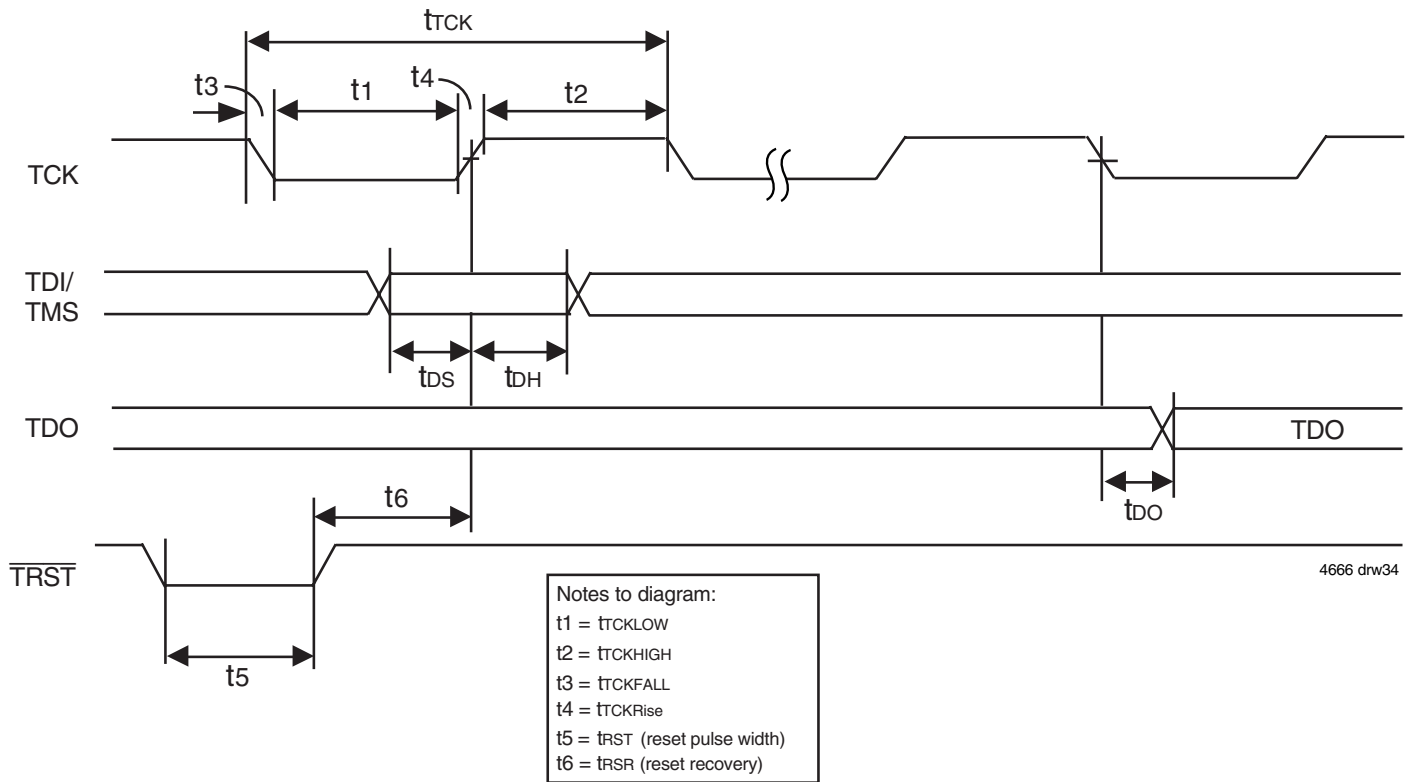 tTCK
t3
t1
t4
t2
TCK
TDI/
TMS
tDS
tDH
TDO
TDO
t6
tDO
TRST
4666 drw34
t5
Notes to diagram:
t1 = tTCKLOW
t2 = tTCKHIGH
t3 = tTCKFALL
t4 = tTCKRise
t5 = tRST (reset pulse width)
t6 = tRSR (reset recovery)